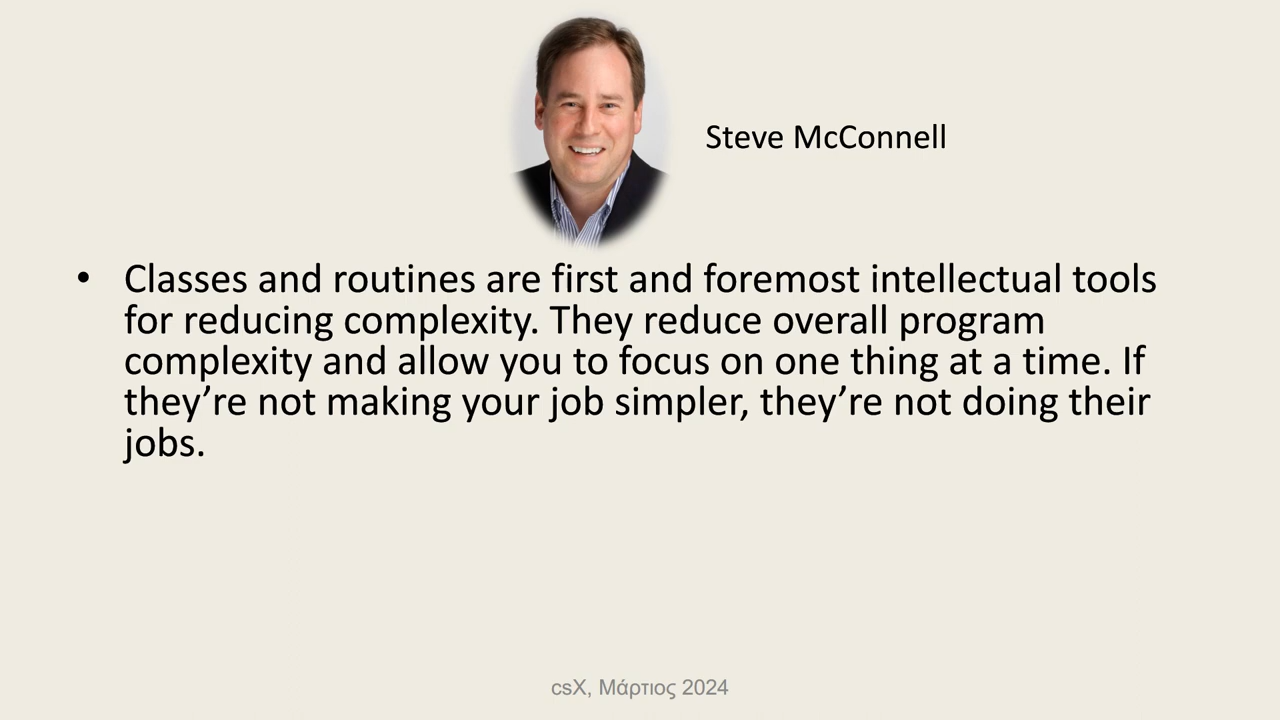 Steve McConnell
• Classes and routines are first and foremost intellectual tools
for reducing complexity. They reduce overall program
complexity and allow you to focus on one thing at a time. If
they’re not making your job simpler, they’re not doing their
jobs.
csX, Μάρτιος 2024